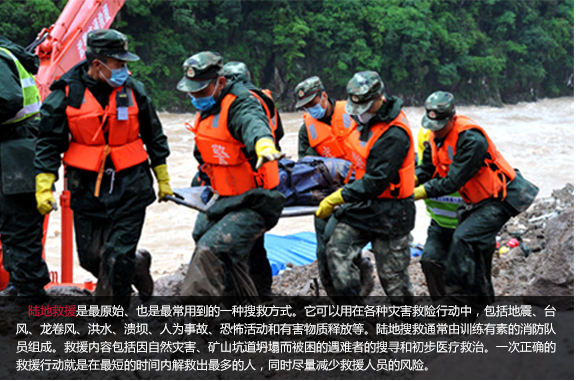 陆地救援是最原始、也是最常用到的一种搜救方式。它可以用在各种灾害救险行动中，包括地震、台
风、龙卷风、洪水、溃坝、人为事故、恐怖活动和有害物质释放等。陆地搜救通常由训练有素的消防队
员组成。救援内容包括因自然灾害、矿山坑道坍塌而被困的遇难者的搜寻和初步医疗救治。一次正确的
救援行动就是在最短的时间内解救出最多的人，同时尽量减少救援人员的风险。